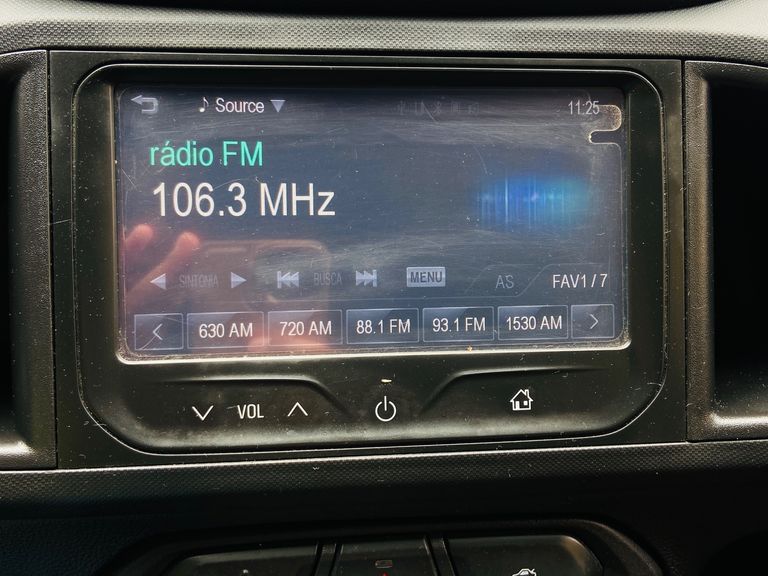 Source 11:25
rádio FM
106.3 MHz
SINTONIA BUSCA MENU AS FAV1 / 7
630 AM 720 AM 88.1 FM 93.1 FM 1530 AM
VOL